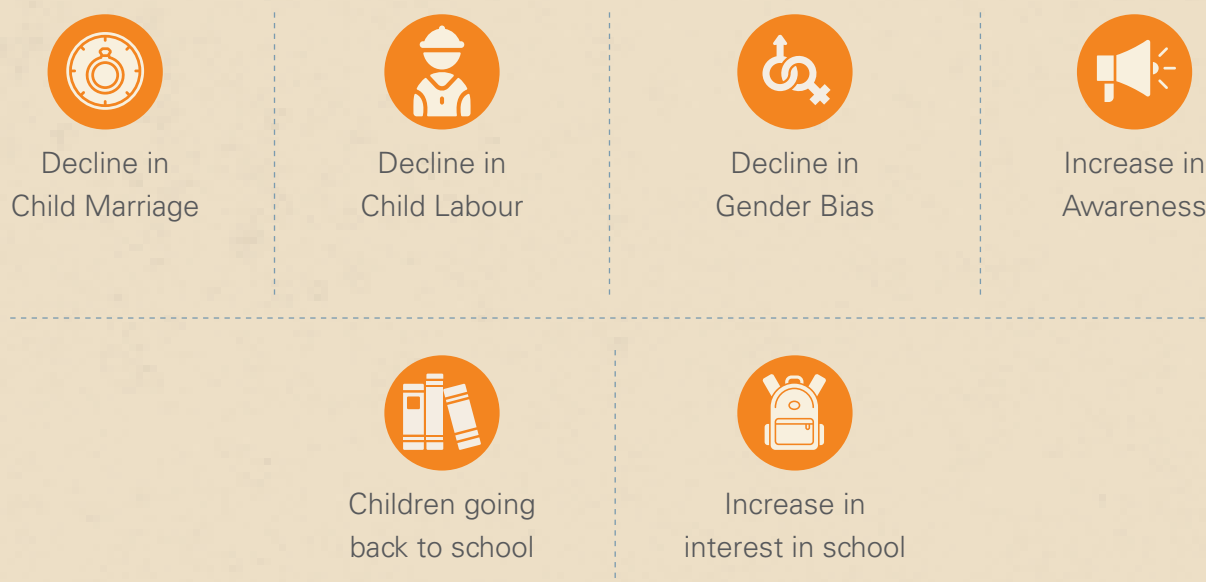 Decline in
Child Marriage
Decline in
Child Labour
Decline in
Gender Bias
Increase in
Awareness
Children going
back to school
Increase in
interest in school